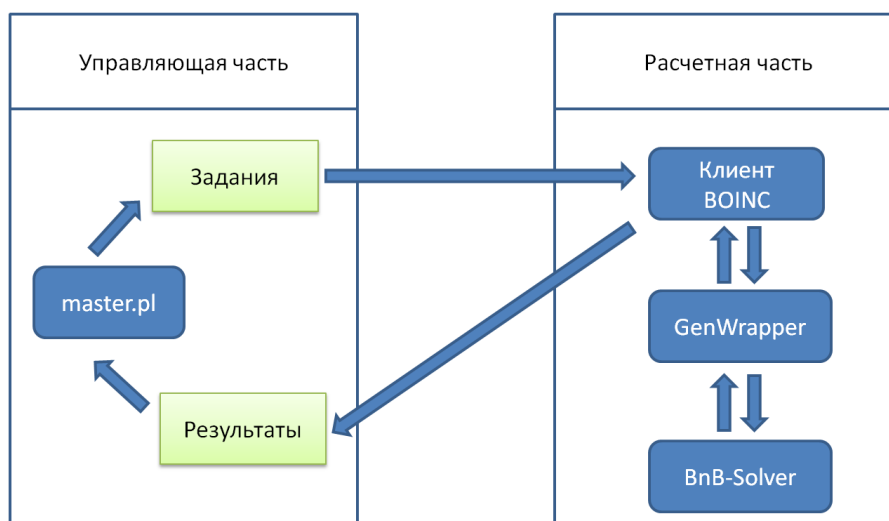 Управляющая часть
Расчетная часть
Задания
Клиент
BOINC
master.pl
GenWrapper
Результаты
BnB-Solver